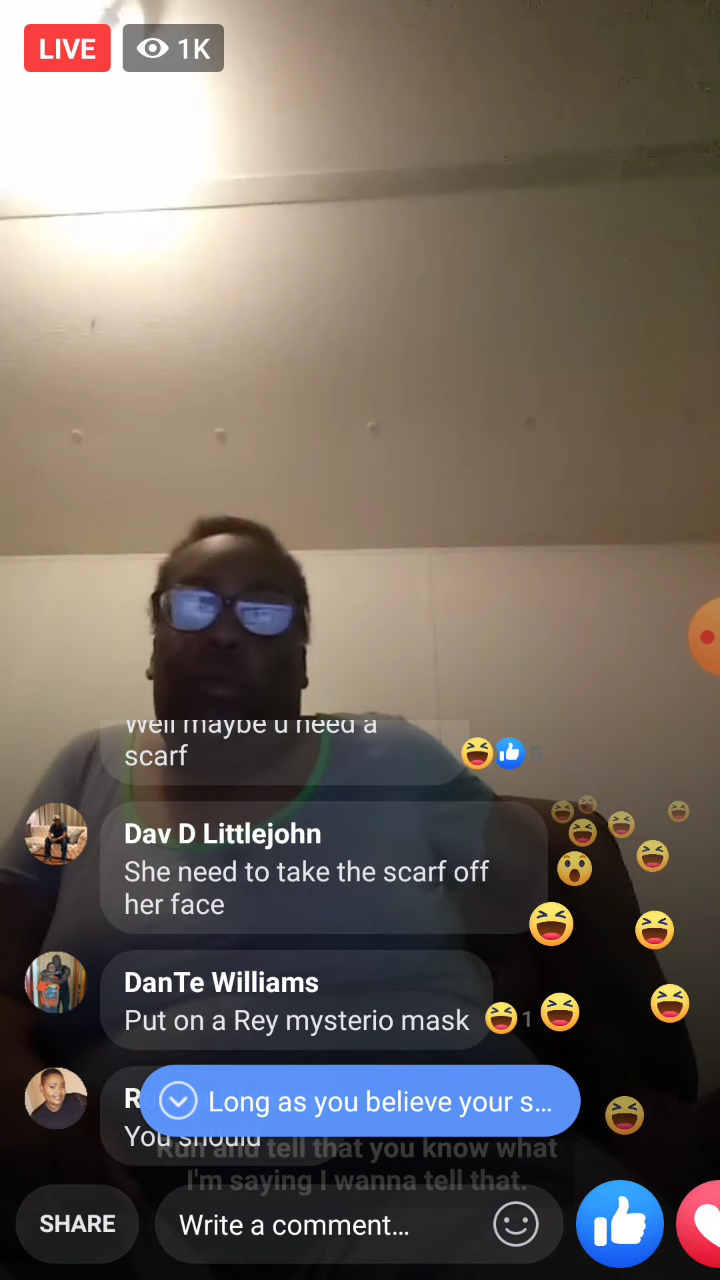 LIVE
1K
Well maybe u need a
scarf
5
Dav D Littlejohn
She need to take the scarf off
her face
DanTe Williams
Put on a Rey mysterio mask
1
R
Long as you believe your s...
You should
Run and tell that you know what
I'm saying I wanna tell that.
SHARE
Write a comment...